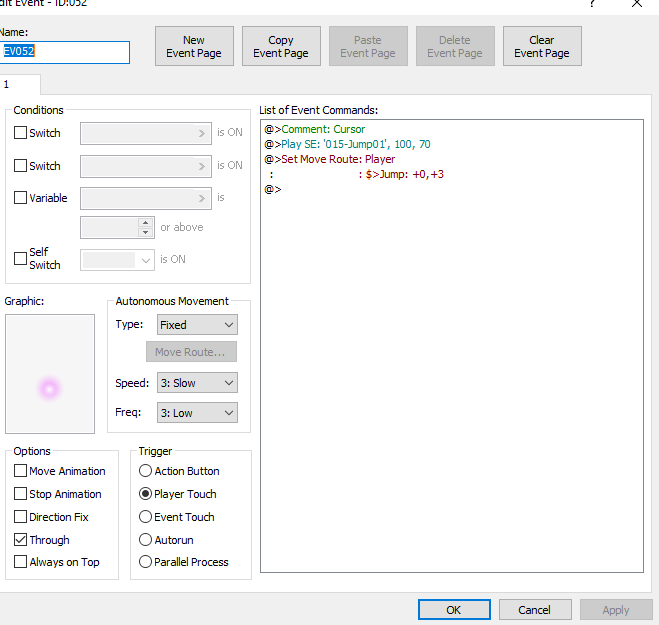 dit Event - ID:052
?
Name:
EV052
New
Event Page
Copy
Event Page
Paste
Event Page
Delete
Event Page
Clear
Event Page
1
Conditions
Switch
is ON
Switch
is ON
Variable
is
or above
Self
Switch
is ON
Graphic:
Autonomous Movement
Type:
Fixed
Move Route...
Speed:
3: Slow
Freq:
3: Low
Options
Move Animation
Stop Animation
Direction Fix
Through
Always on Top
Trigger
Action Button
Player Touch
Event Touch
Autorun
Parallel Process
List of Event Commands:
@>Comment: Cursor
@>Play SE: '015-Jump01', 100, 70
@>Set Move Route: Player
: : $>Jump: +0,+3
@>
OK
Cancel
Apply